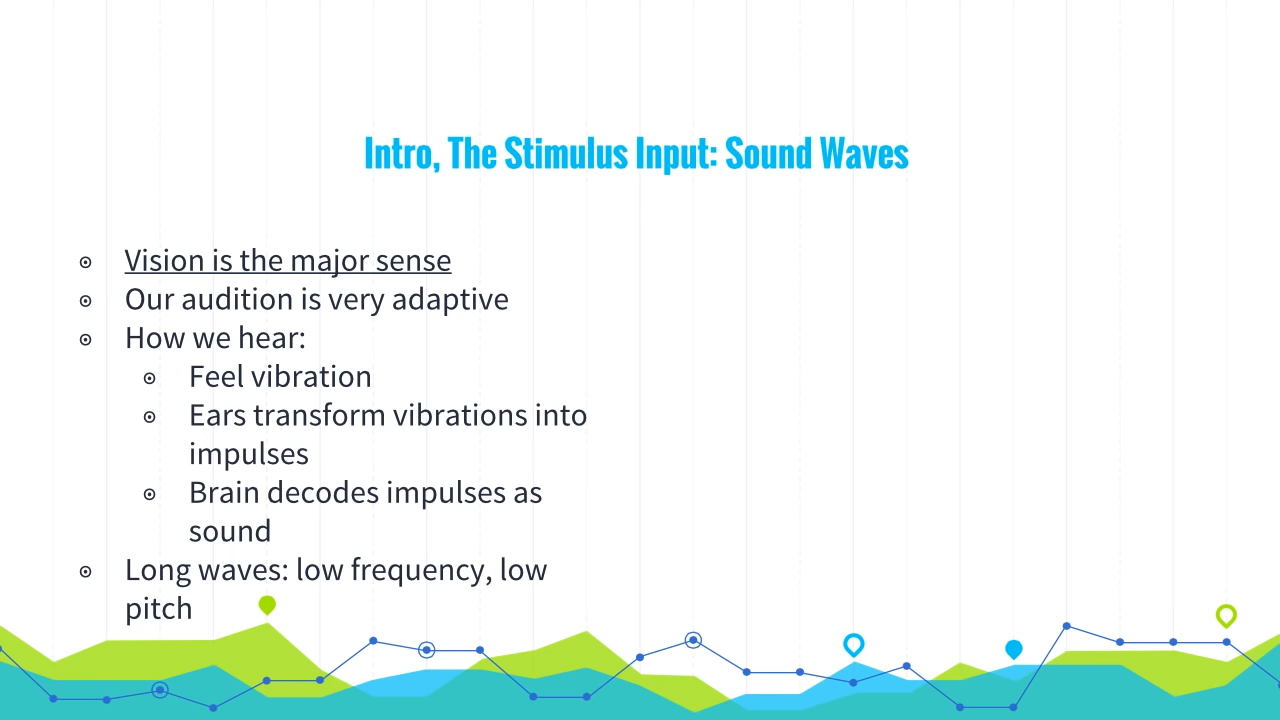 Intro, The Stimulus Input: Sound Waves
Vision is the major sense
Our audition is very adaptive
How we hear:
Feel vibration
Ears transform vibrations into
impulses
Brain decodes impulses as
sound
Long waves: low frequency, low
pitch